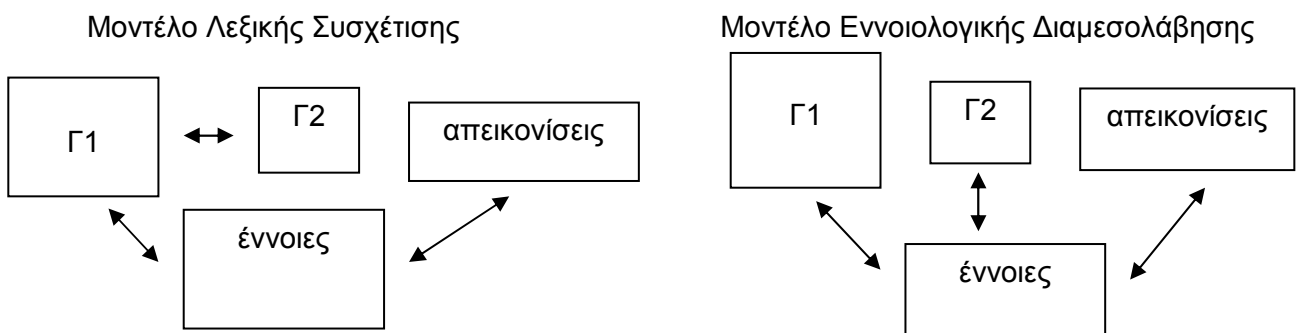 Μοντέλο Λεξικής Συσχέτισης
Γ1
Γ2
απεικονίσεις
έννοιες
Μοντέλο Εννοιολογικής Διαμεσολάβησης
Γ1
Γ2
απεικονίσεις
έννοιες